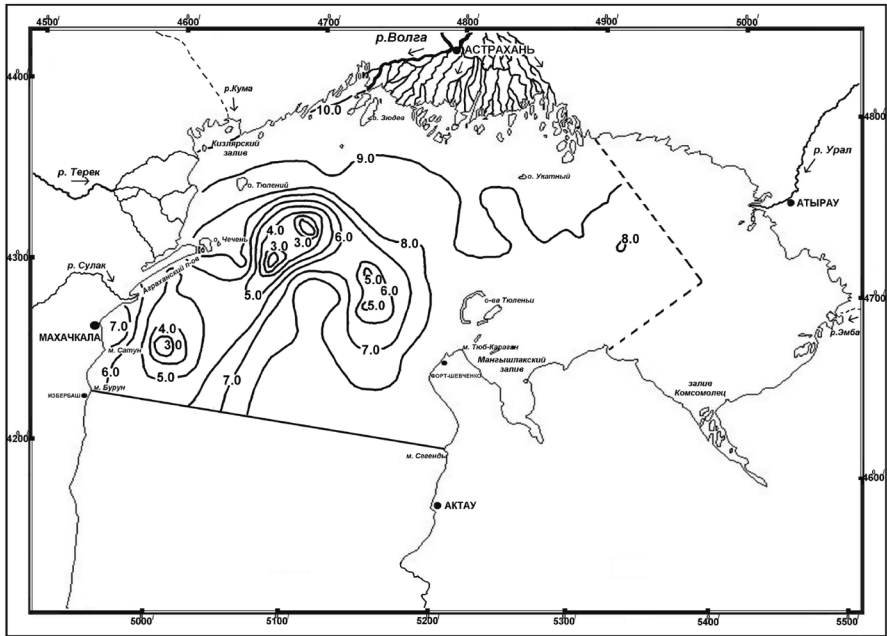 4500'
4600'
4700'
4800'
4900'
5000'
р.Волга
АСТРАХАНЬ
4400'
р.Кума
10.0
о. Зюдев
4800'
Кизлярский
залив
9.0
р. Урал
р. Терек
о. Укатный
о. Тюлений
АТЫРАУ
4.0
о. Чечень
3.0
6.0
8.0
8.0
3.0
4300'
р. Сулак
Аграханский п-ов
5.0
5.0
6.0
4700'
5.0
о-ва Тюленьи
7.0
4.0
р.Эмба
МАХАЧКАЛА
3.0
м. Сатун
7.0
м. Тюб-Караган
Мангышлакский
залив
6.0
5.0
7.0
ФОРТ-ШЕВЧЕНКО
м. Бурун
залив
Комсомолец
ИЗБЕРБАШ
4200'
м. Сегенды
4600'
АКТАУ
5000'
5100'
5200'
5300'
5400'
5500'